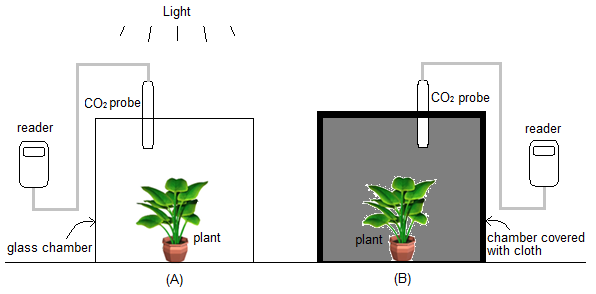 Light
CO₂ probe
reader
glass chamber
plant
(A)
CO₂ probe
reader
plant
chamber covered
with cloth
(B)